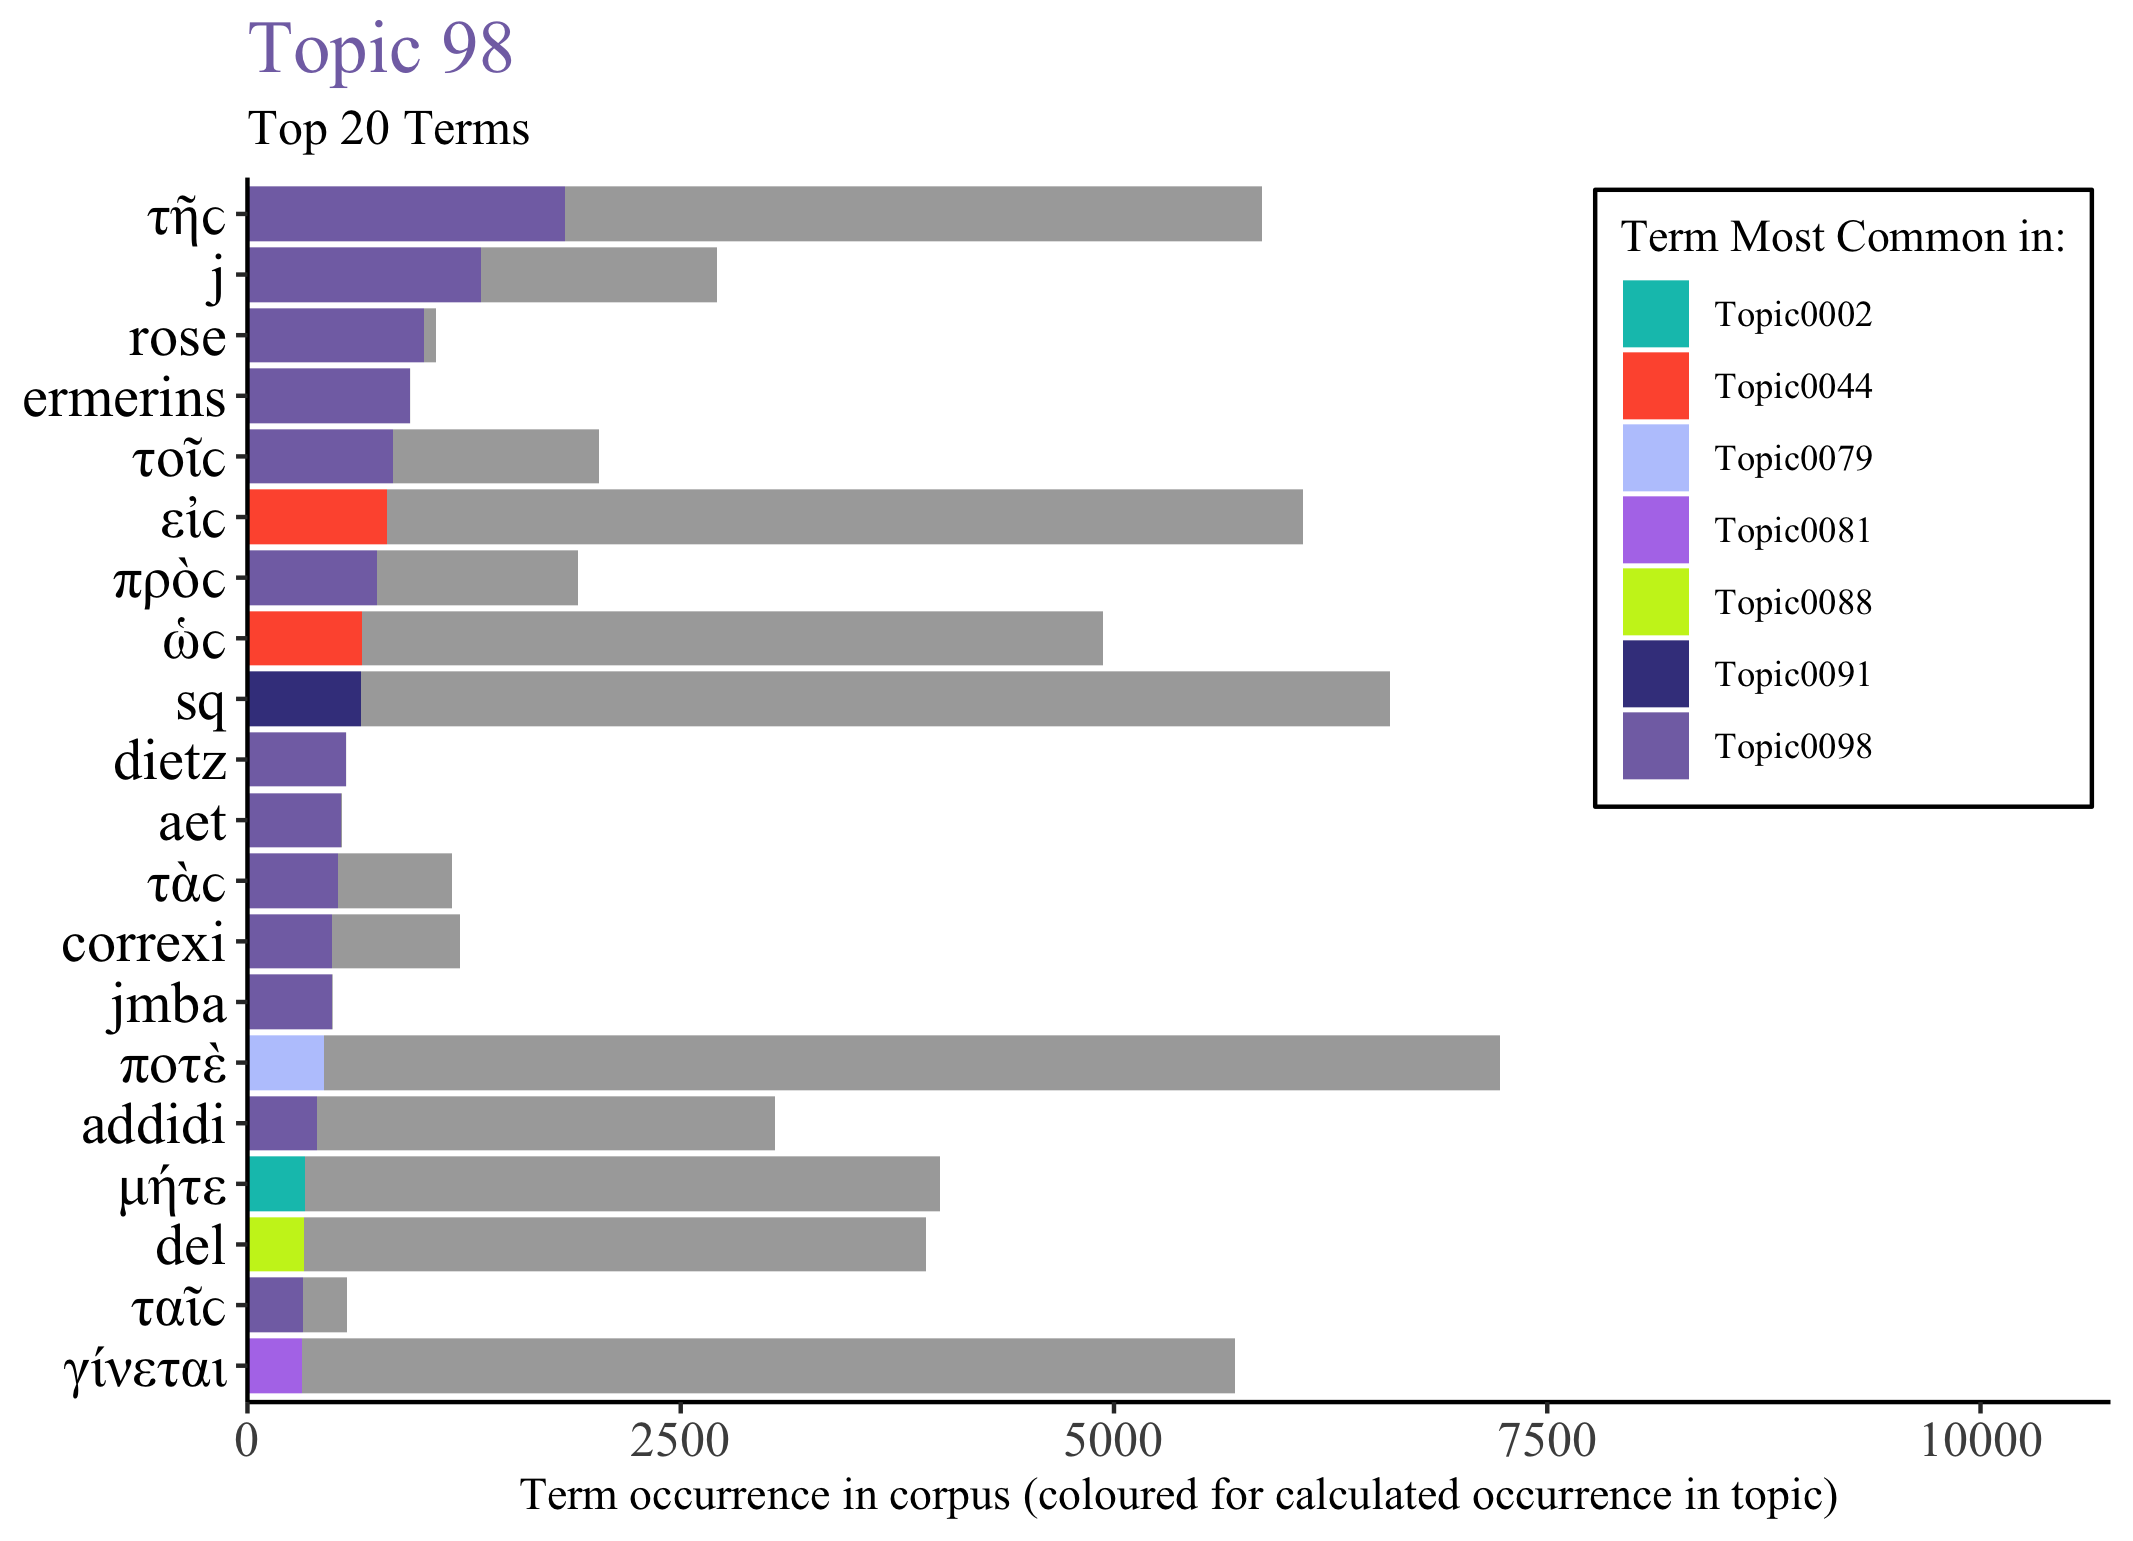 Topic 98
Top 20 Terms
τῆϲ
j
rose
ermerins
τοῖϲ
εἰϲ
πρὸϲ
ὡϲ
sq
dietz
aet
τὰϲ
correxi
jmba
ποτὲ
addidi
μήτε
del
ταῖϲ
γίνεται
0 2500 5000 7500 10000
Term occurrence in corpus (coloured for calculated occurrence in topic)
Term Most Common in:
Topic0002
Topic0044
Topic0079
Topic0081
Topic0088
Topic0091
Topic0098